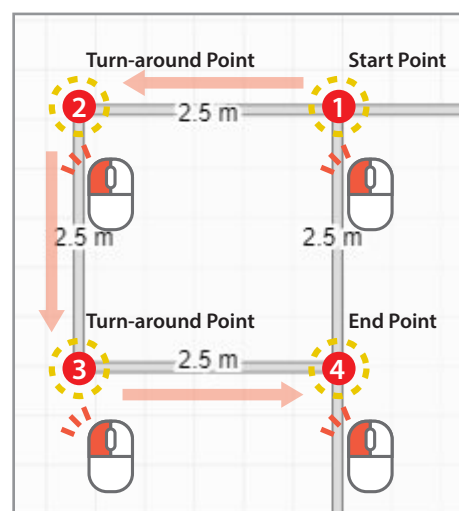 Turn-around Point
Start Point
2
1
2.5 m
2.5 m
2.5 m
Turn-around Point
End Point
3
4
2.5 m